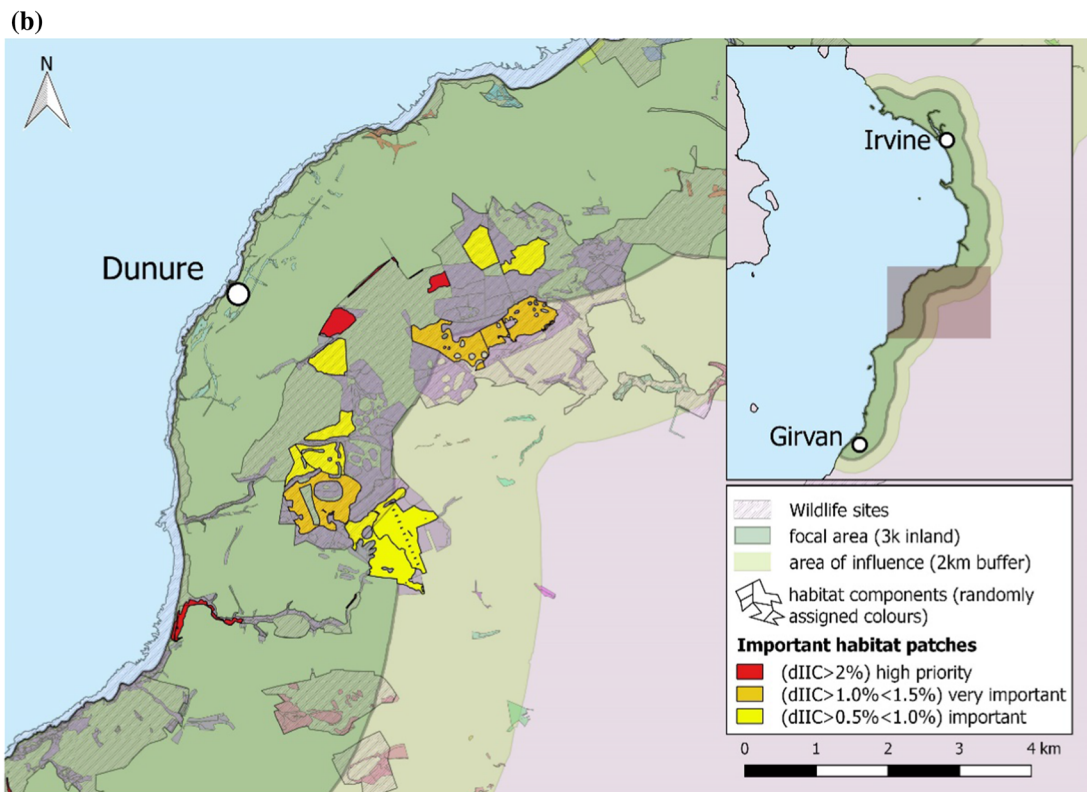 (b)
N
Dunure
Irvine
Girvan
Wildlife sites
focal area (3k inland)
area of influence (2km buffer)
habitat components (randomly
assigned colours)
Important habitat patches
(dIIC>2%) high priority
(dIIC>1.0%<1.5%) very important
(dIIC>0.5%<1.0%) important
0 1 2 3 4 km